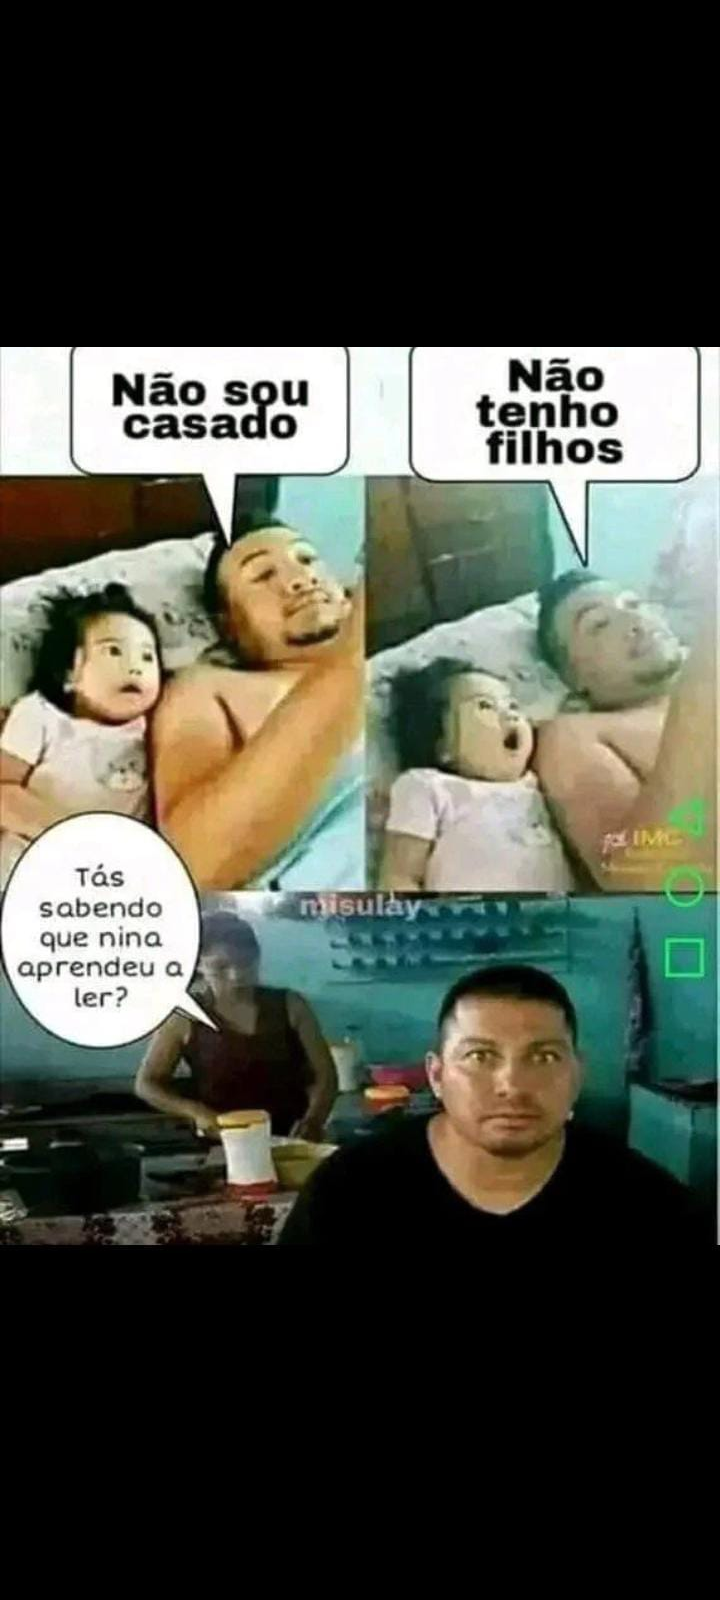 Não sou
casado
Não
tenho
filhos
Tás
sabendo
que nina
aprendeu a
ler?
misulay
IMC